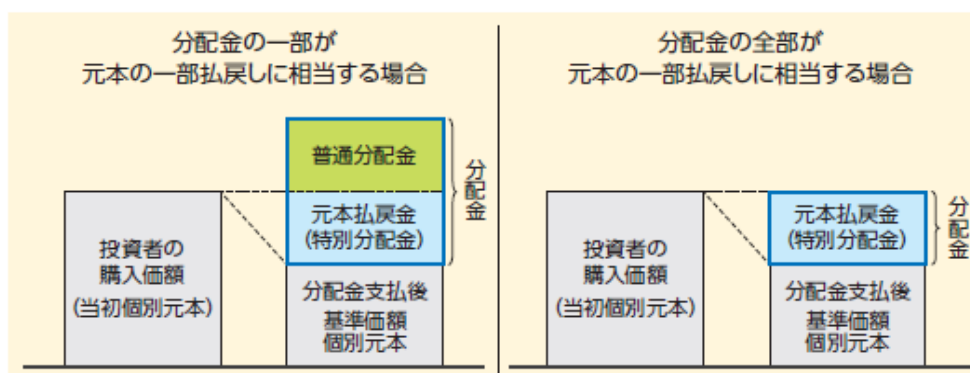 分配金の一部が
元本の一部払戻しに相当する場合
普通分配金
元本払戻金
(特別分配金)
分配金
投資者の
購入価額
(当初個別元本)
分配金支払後
基準価額
個別元本
分配金の全部が
元本の一部払戻しに相当する場合
元本払戻金
(特別分配金)
分配金
投資者の
購入価額
(当初個別元本)
分配金支払後
基準価額
個別元本